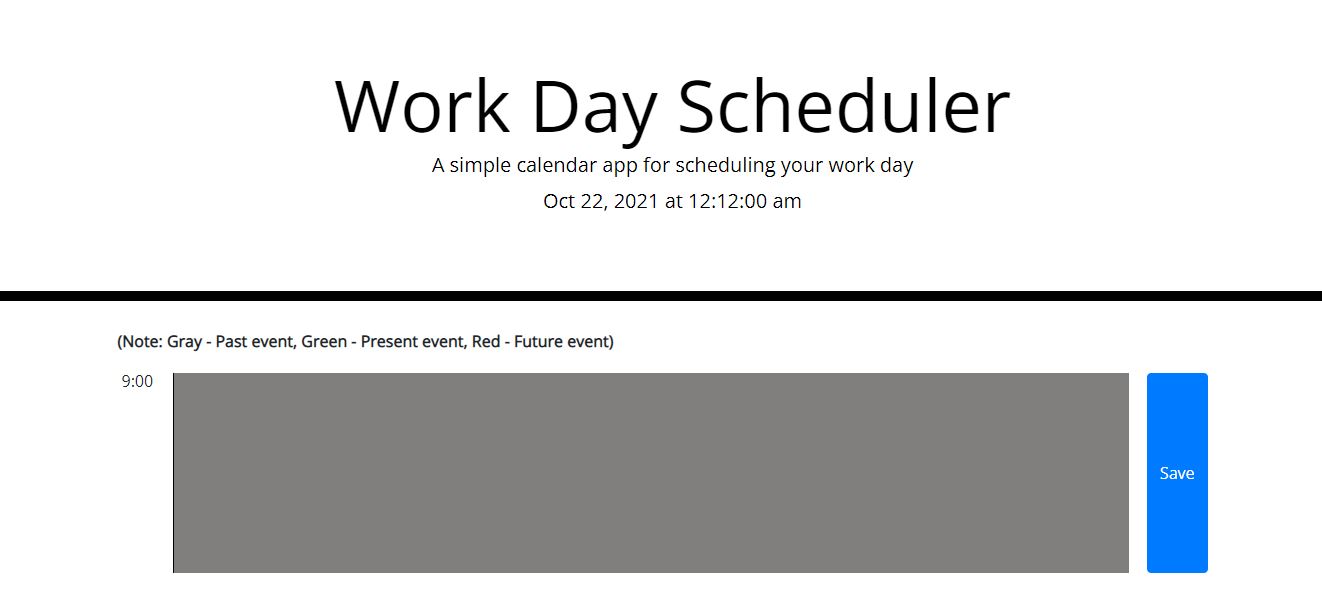 Work Day Scheduler
A simple calendar app for scheduling your work day
Oct 22, 2021 at 12:12:00 am
(Note: Gray - Past event, Green - Present event, Red - Future event)
9:00
Save